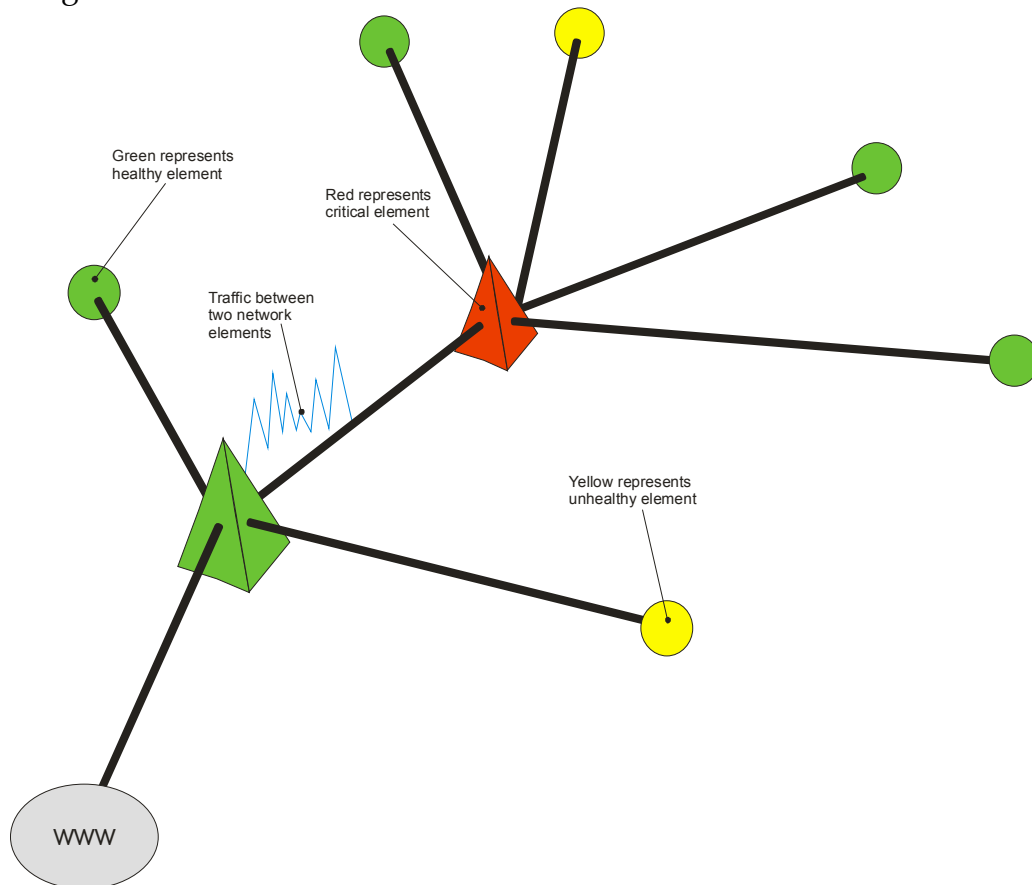 Green represents
healthy element
Red represents
critical element
Traffic between
two network
elements
Yellow represents
unhealthy element
WWW